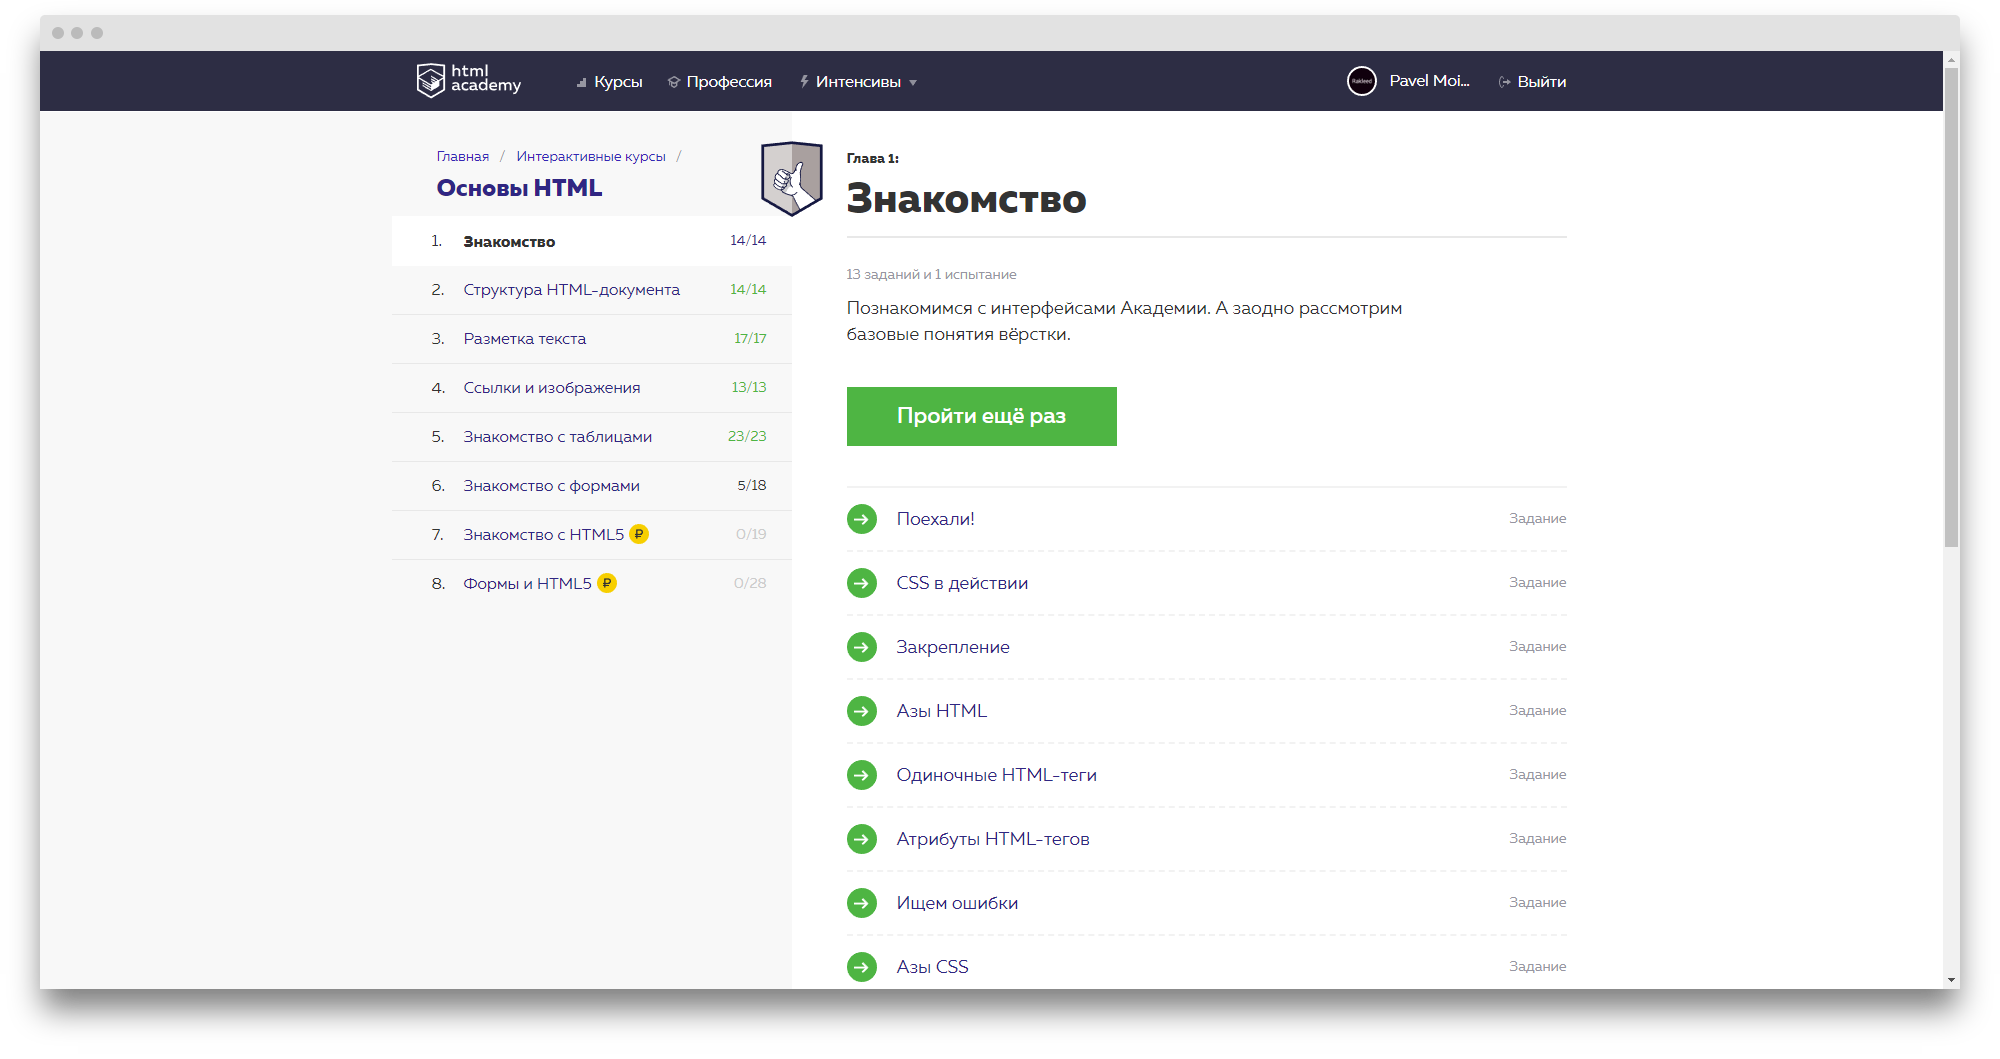 html
academy
Курсы
Профессия
Интенсивы
Rakleed
Pavel Moi...
Выйти
Главная / Интерактивные курсы /
Основы HTML
1. Знакомство 14/14
2. Структура HTML-документа 14/14
3. Разметка текста 17/17
4. Ссылки и изображения 13/13
5. Знакомство с таблицами 23/23
6. Знакомство с формами 5/18
7. Знакомство с HTML5 ₽ 0/19
8. Формы и HTML5 ₽ 0/28
Глава 1:
Знакомство
13 заданий и 1 испытание
Познакомимся с интерфейсами Академии. А заодно рассмотрим
базовые понятия вёрстки.
Пройти ещё раз
Поехали! Задание
CSS в действии Задание
Закрепление Задание
Азы HTML Задание
Одиночные HTML-теги Задание
Атрибуты HTML-тегов Задание
Ищем ошибки Задание
Азы CSS Задание